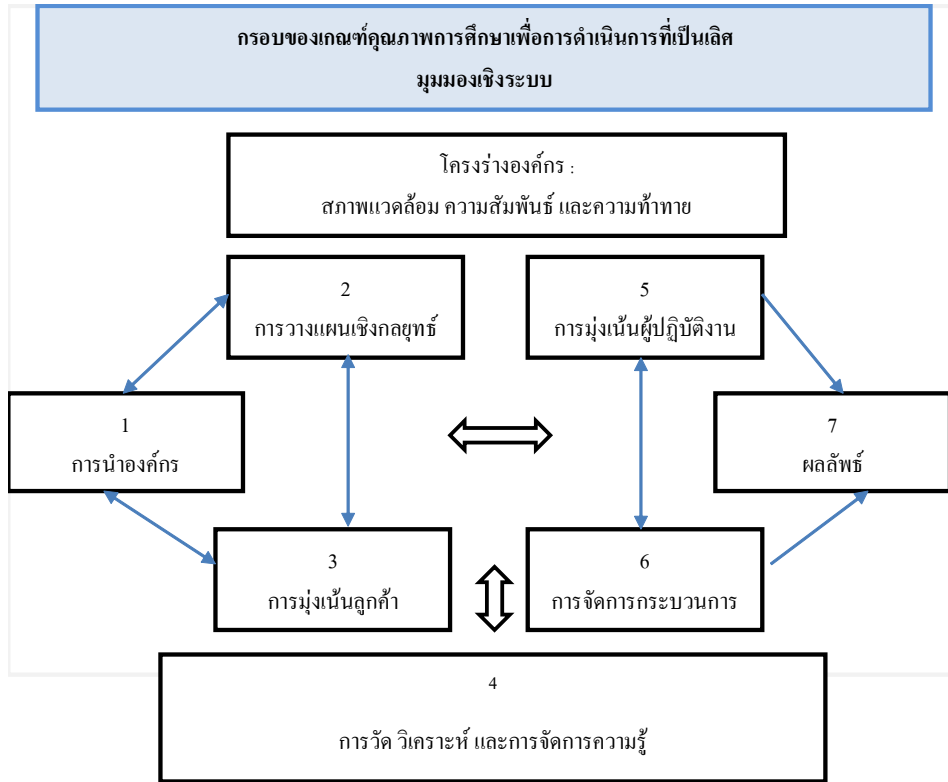 กรอบของเกณฑ์คุณภาพการศึกษาเพื่อการดำเนินการที่เป็นเลิศ
มุมมองเชิงระบบ
โครงร่างองค์กร :
สภาพแวดล้อม ความสัมพันธ์ และความท้าทาย
2
การวางแผนเชิงกลยุทธ์
5
การมุ่งเน้นผู้ปฏิบัติงาน
1
การนำองค์กร
7
ผลลัพธ์
3
การมุ่งเน้นลูกค้า
6
การจัดการกระบวนการ
4
การวัด วิเคราะห์ และการจัดการความรู้